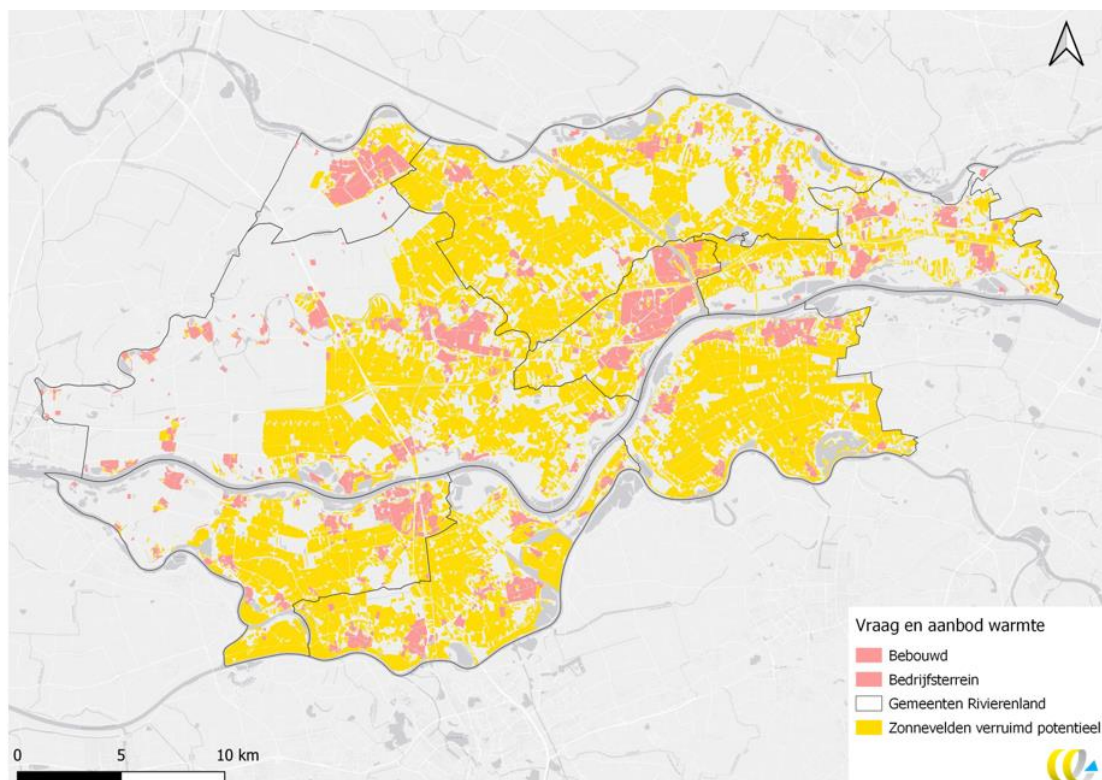 Vraag en aanbod warmte
Bebouwd
Bedrijfsterrein
Gemeenten Rivierenland
Zonnevelden verruimd potentieel
0 5 10 km